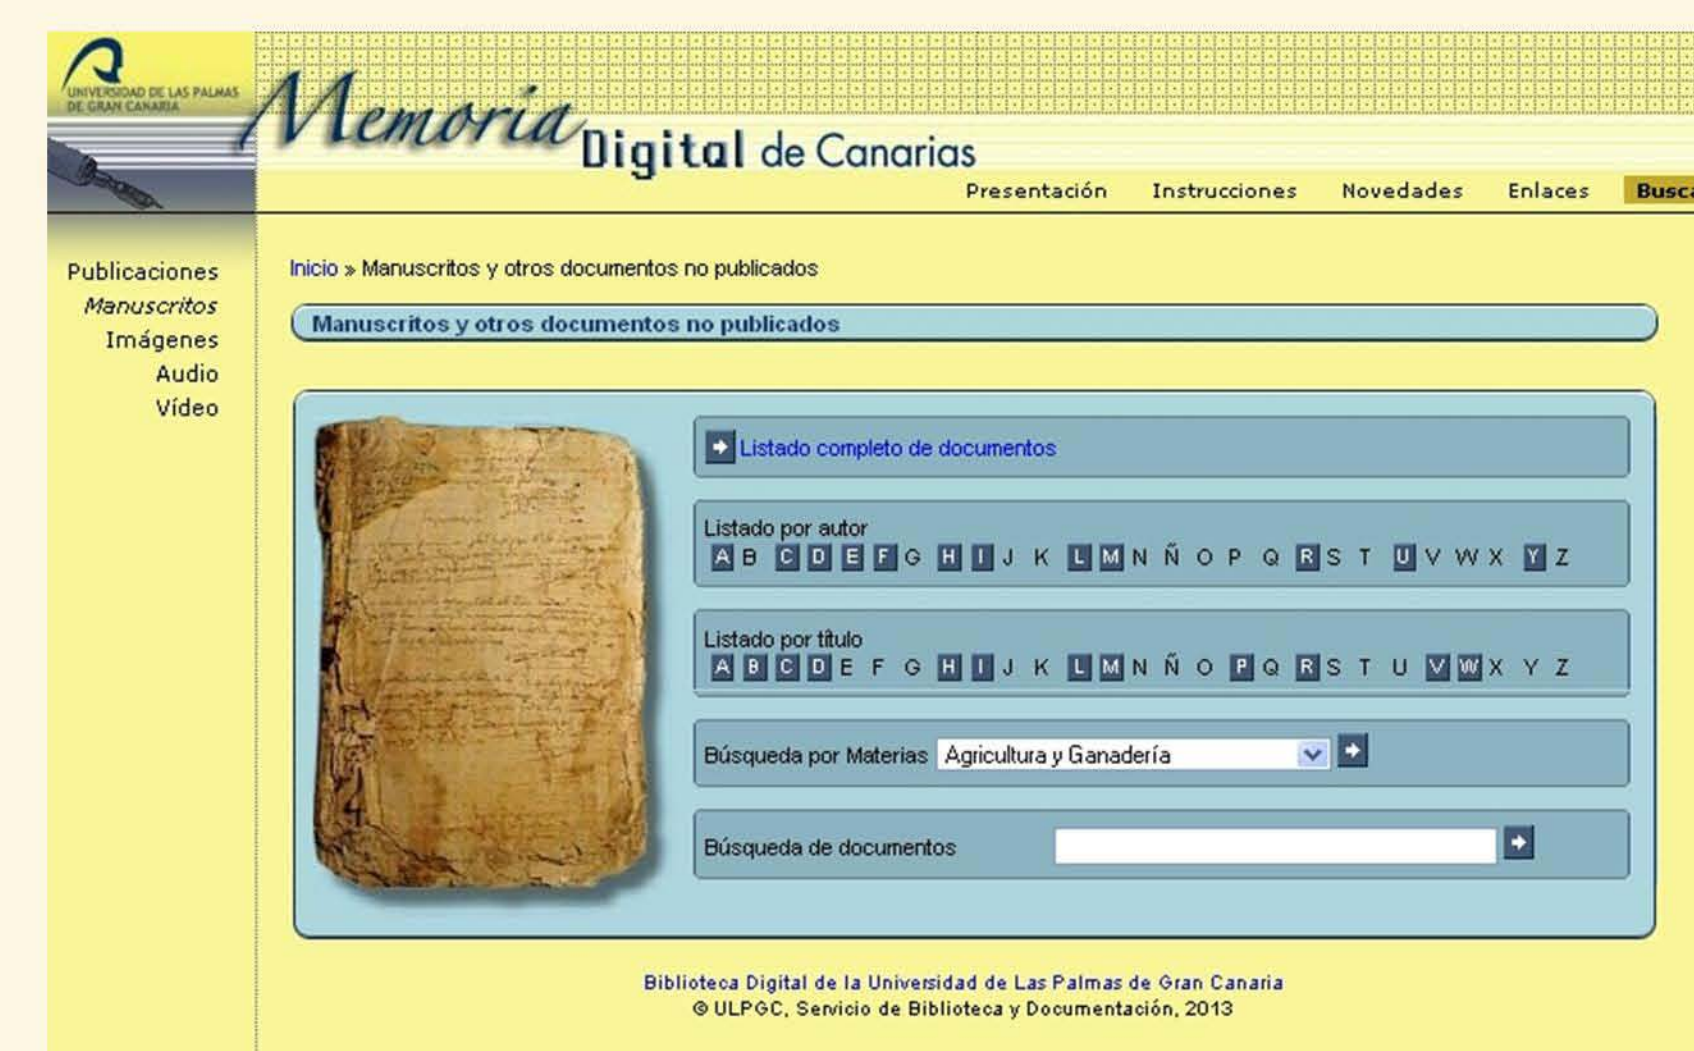 UNIVERSIDAD DE LAS PALMAS
DE GRAN CANARIA
Memoria
Digital de Canarias
Presentación Instrucciones Novedades Enlaces Busca
Publicaciones
Manuscritos
Imágenes
Audio
Vídeo
Inicio » Manuscritos y otros documentos no publicados
Manuscritos y otros documentos no publicados
Listado completo de documentos
Listado por autor
A B C D E F G H I J K L M N Ñ O P Q R S T U V W X Y Z
Listado por título
A B C D E F G H I J K L M N Ñ O P Q R S T U V W X Y Z
Búsqueda por Materias Agricultura y Ganadería
Búsqueda de documentos
Biblioteca Digital de la Universidad de Las Palmas de Gran Canaria
© ULPGC, Servicio de Biblioteca y Documentación, 2013